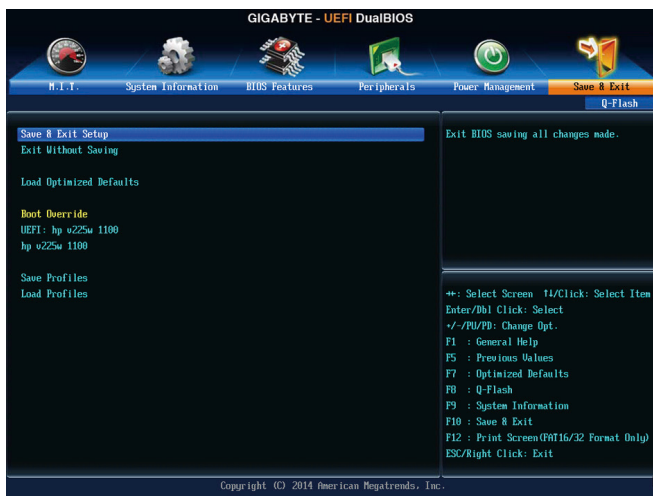 GIGABYTE - UEFI DualBIOS
M.I.T.
System Information
BIOS Features
Peripherals
Power Management
Save & Exit
Q-Flash
Save & Exit Setup
Exit Without Saving
Load Optimized Defaults
Boot Override
UEFI: hp v225w 1100
hp v225w 1100
Save Profiles
Load Profiles
Exit BIOS saving all changes made.
→←: Select Screen ↑↓/Click: Select Item
Enter/Dbl Click: Select
+/-/PU/PD: Change Opt.
F1 : General Help
F5 : Previous Values
F7 : Optimized Defaults
F8 : Q-Flash
F9 : System Information
F10 : Save & Exit
F12 : Print Screen(FAT16/32 Format Only)
ESC/Right Click: Exit
Copyright (C) 2014 American Megatrends, Inc.